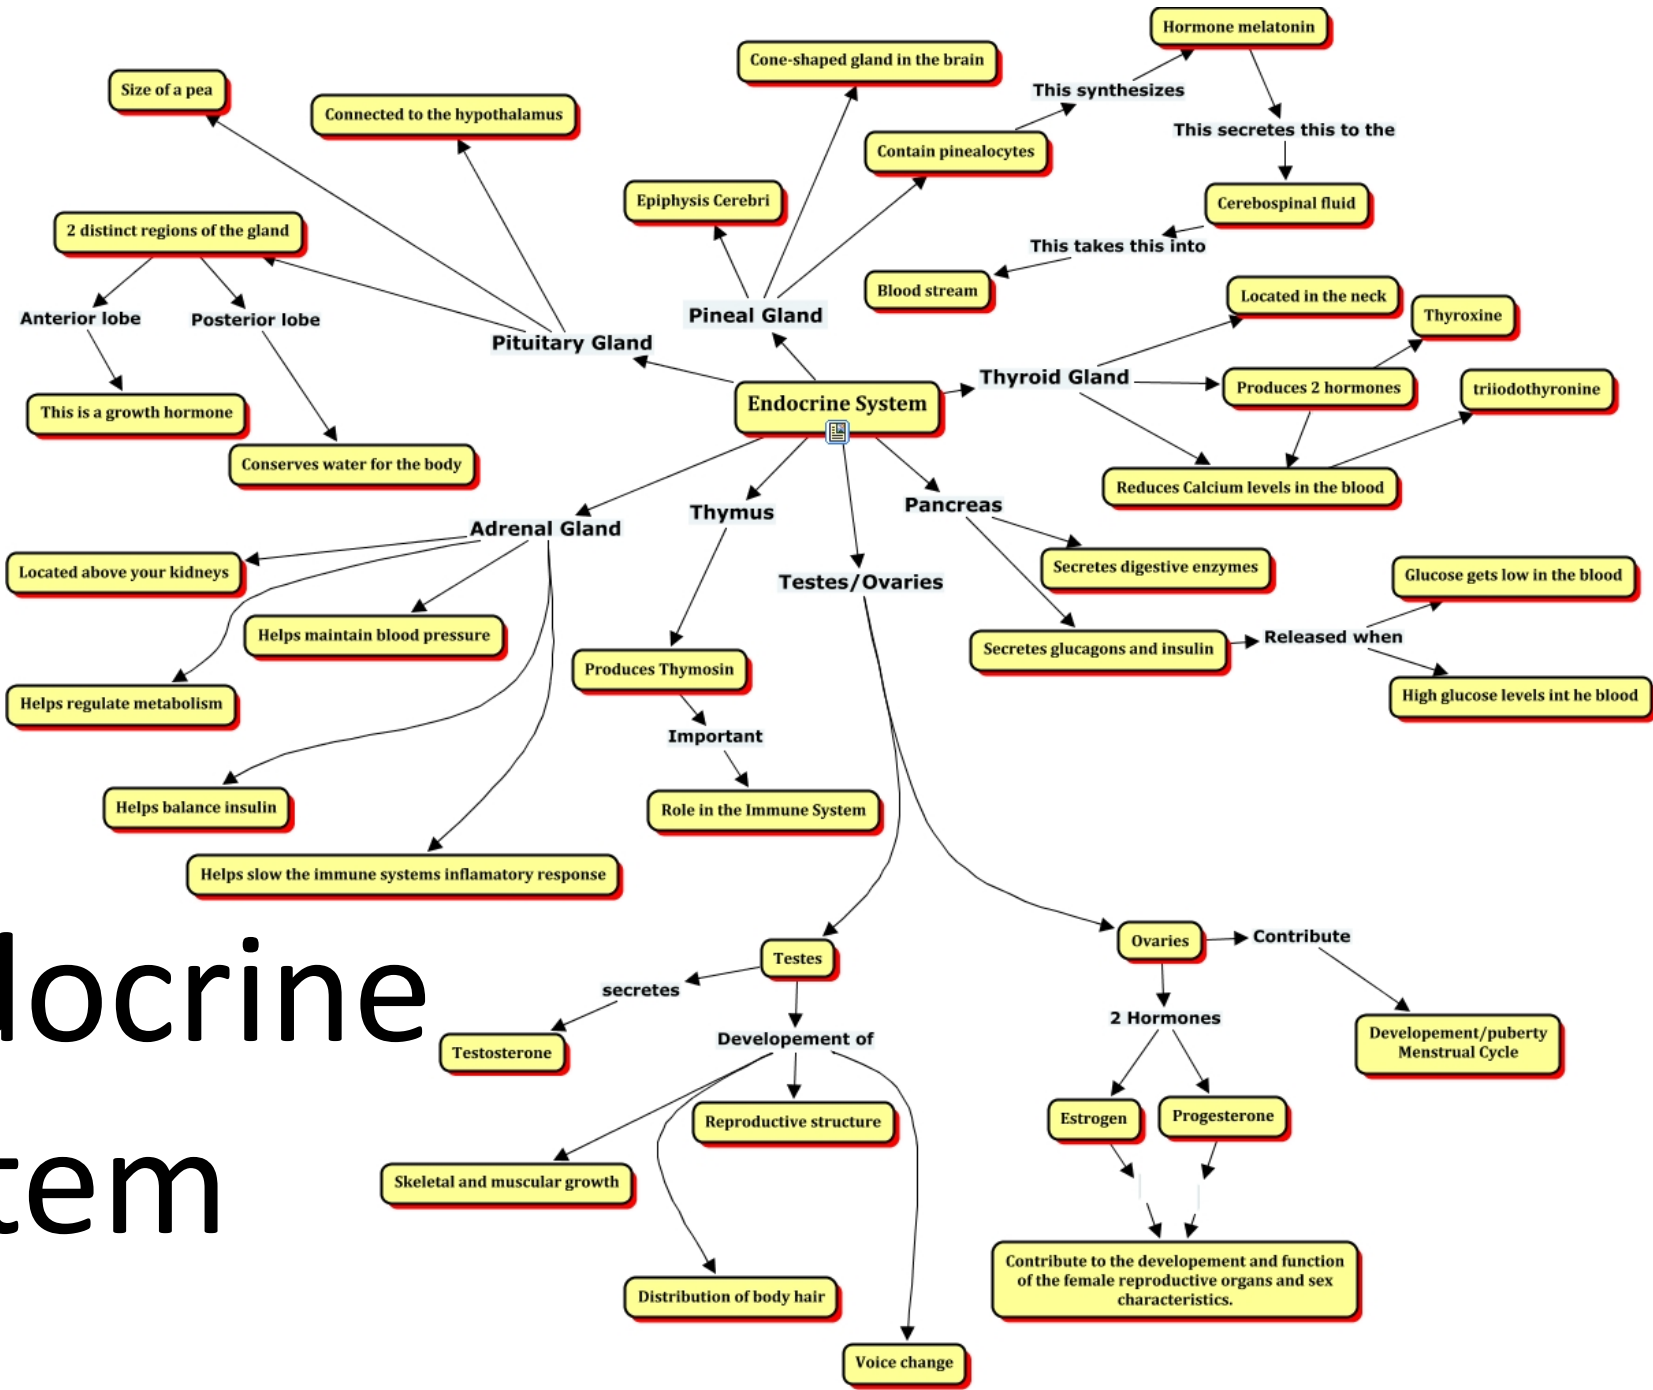 Hormone melatonin
Cone-shaped gland in the brain
Size of a pea
This synthesizes
Connected to the hypothalamus
This secretes this to the
Contain pinealocytes
Epiphysis Cerebri
Cerebospinal fluid
2 distinct regions of the gland
This takes this into
Blood stream
Located in the neck
Anterior lobe
Posterior lobe
Pineal Gland
Thyroxine
Pituitary Gland
Thyroid Gland
Produces 2 hormones
triiodothyronine
Endocrine System
This is a growth hormone
Conserves water for the body
Reduces Calcium levels in the blood
Pancreas
Thymus
Adrenal Gland
Located above your kidneys
Secretes digestive enzymes
Glucose gets low in the blood
Testes/Ovaries
Helps maintain blood pressure
Released when
Secretes glucagons and insulin
Produces Thymosin
High glucose levels int he blood
Helps regulate metabolism
Important
Helps balance insulin
Role in the Immune System
Helps slow the immune systems inflamatory response
docrine
tem
Testes
Ovaries
Contribute
secretes
2 Hormones
Developement/puberty
Menstrual Cycle
Testosterone
Developement of
Estrogen
Progesterone
Reproductive structure
Skeletal and muscular growth
Contribute to the developement and function
of the female reproductive organs and sex
characteristics.
Distribution of body hair
Voice change